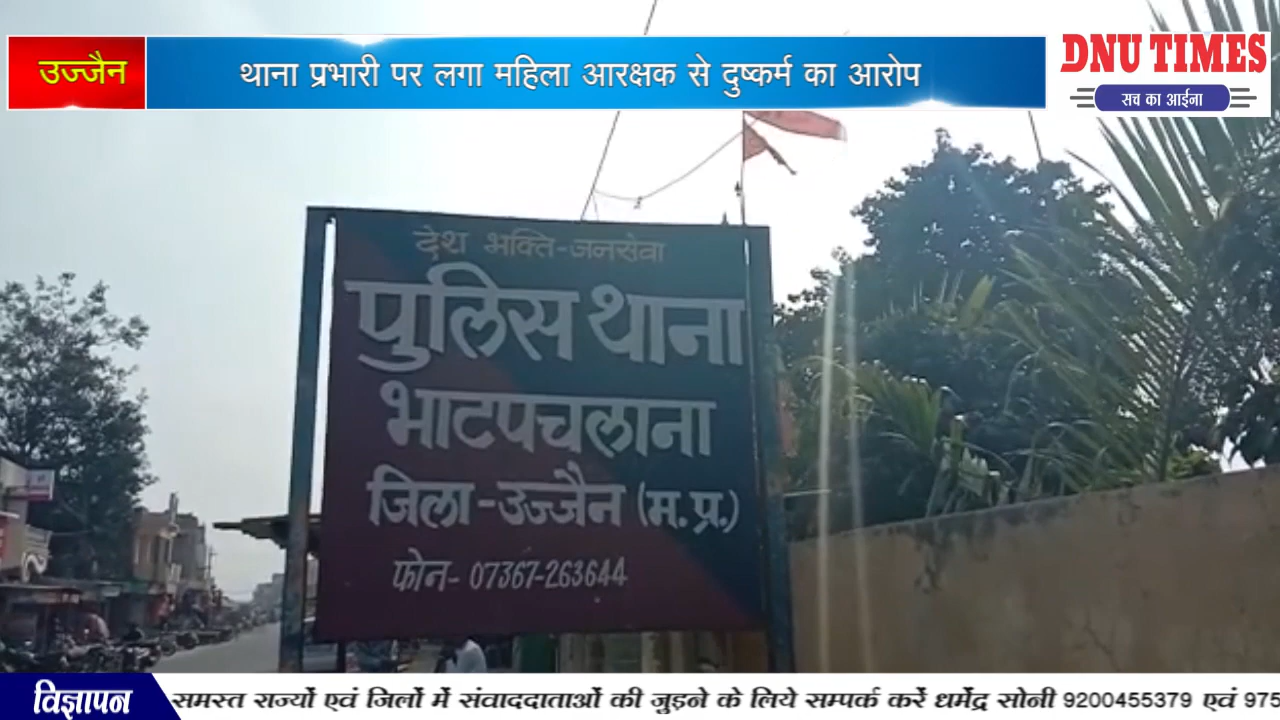 उज्जैन
थाना प्रभारी पर लगा महिला आरक्षक से दुष्कर्म का आरोप
DNU TIMES
सच का आईना
देश भक्ति-जनसेवा
पुलिस थाना
भाटपचलाना
जिला-उज्जैन (म.प्र.)
फोन- 07367-263644
विज्ञापन
समस्त राज्यों एवं जिलों में संवाददाताओं की जुड़ने के लिये सम्पर्क करें धर्मेंद्र सोनी 9200455379 एवं 975